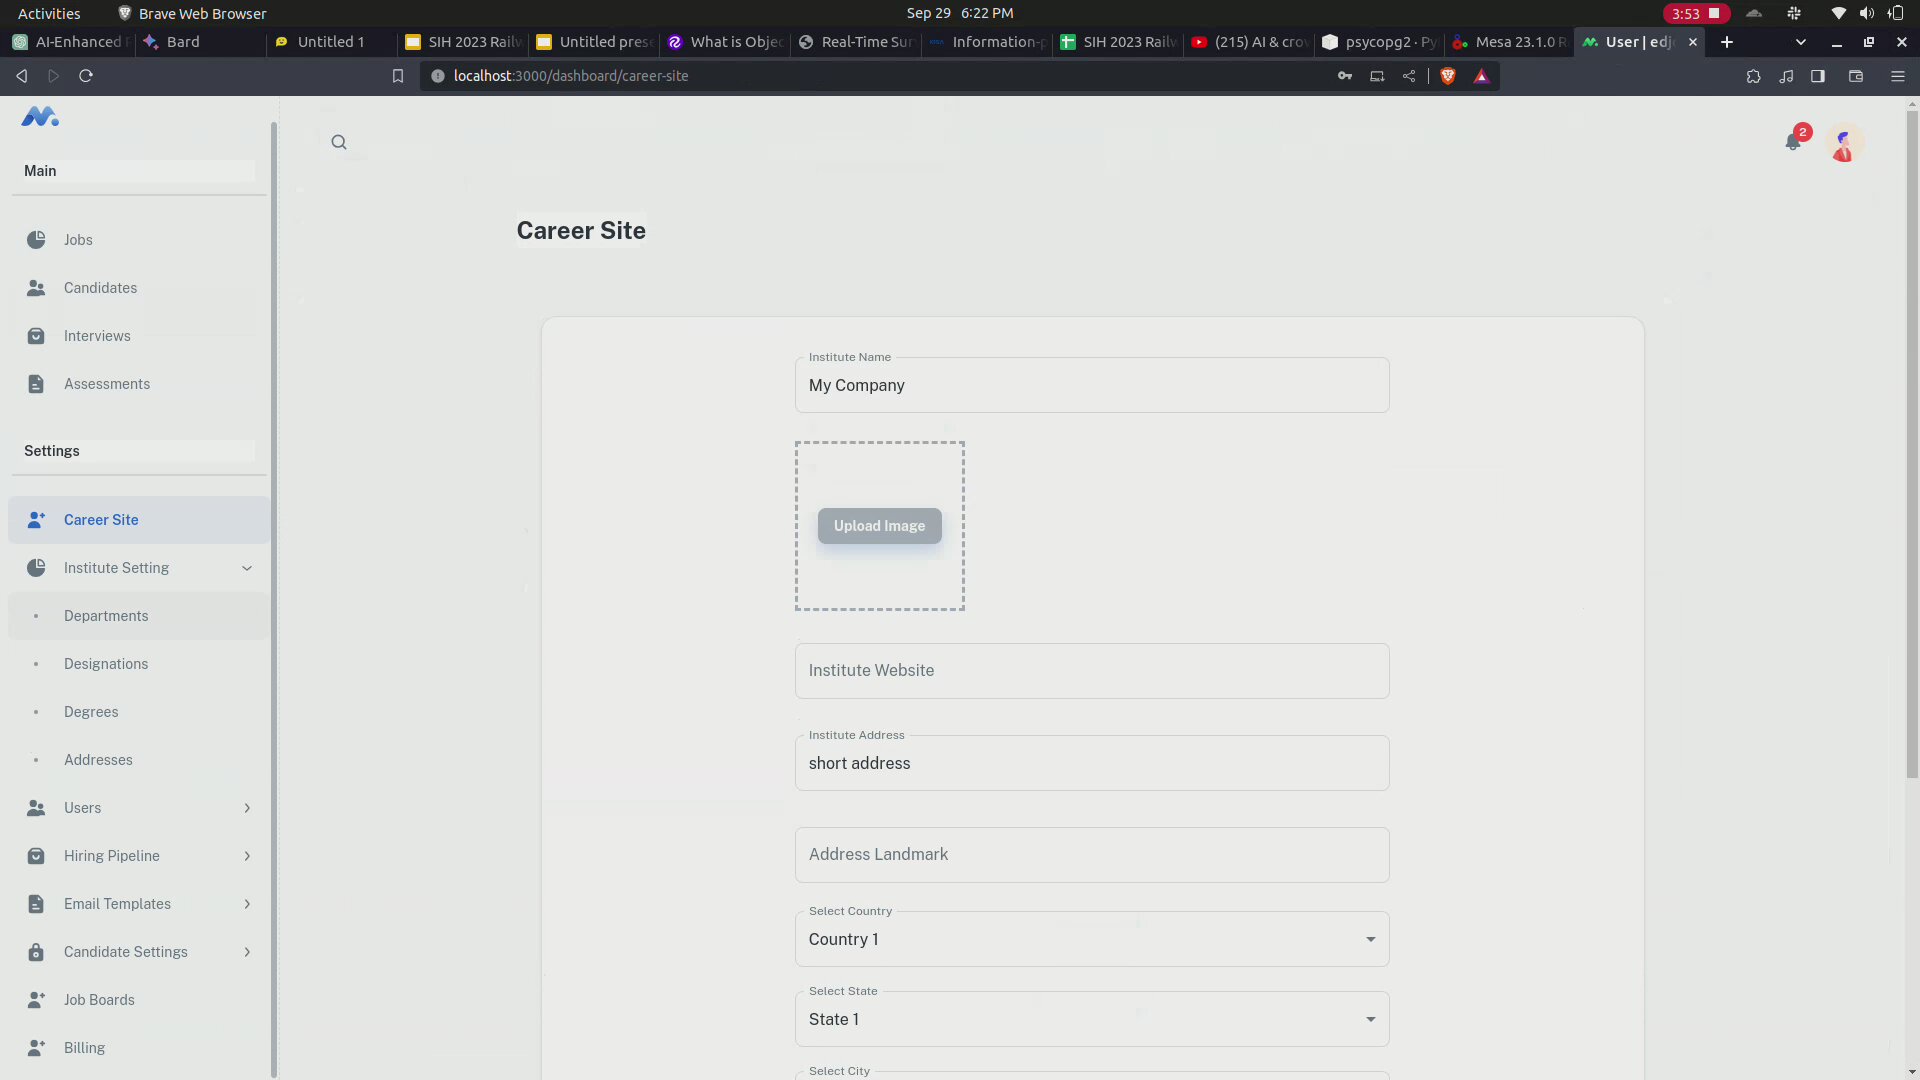 Activities
Brave Web Browser
Sep 29 6:22 PM
3:53
AI-Enhanced
Bard
Untitled 1
SIH 2023 Railw
Untitled prese
What is Objec
Real-Time Sur
Information-p
SIH 2023 Railw
(215) AI & crow
psycopg2 · Py
Mesa 23.1.0 R
User | edjo
localhost:3000/dashboard/career-site
Main
Jobs
Candidates
Interviews
Assessments
Settings
Career Site
Institute Setting
Departments
Designations
Degrees
Addresses
Users
Hiring Pipeline
Email Templates
Candidate Settings
Job Boards
Billing
2
Career Site
Institute Name
My Company
Upload Image
Institute Website
Institute Address
short address
Address Landmark
Select Country
Country 1
Select State
State 1
Select City